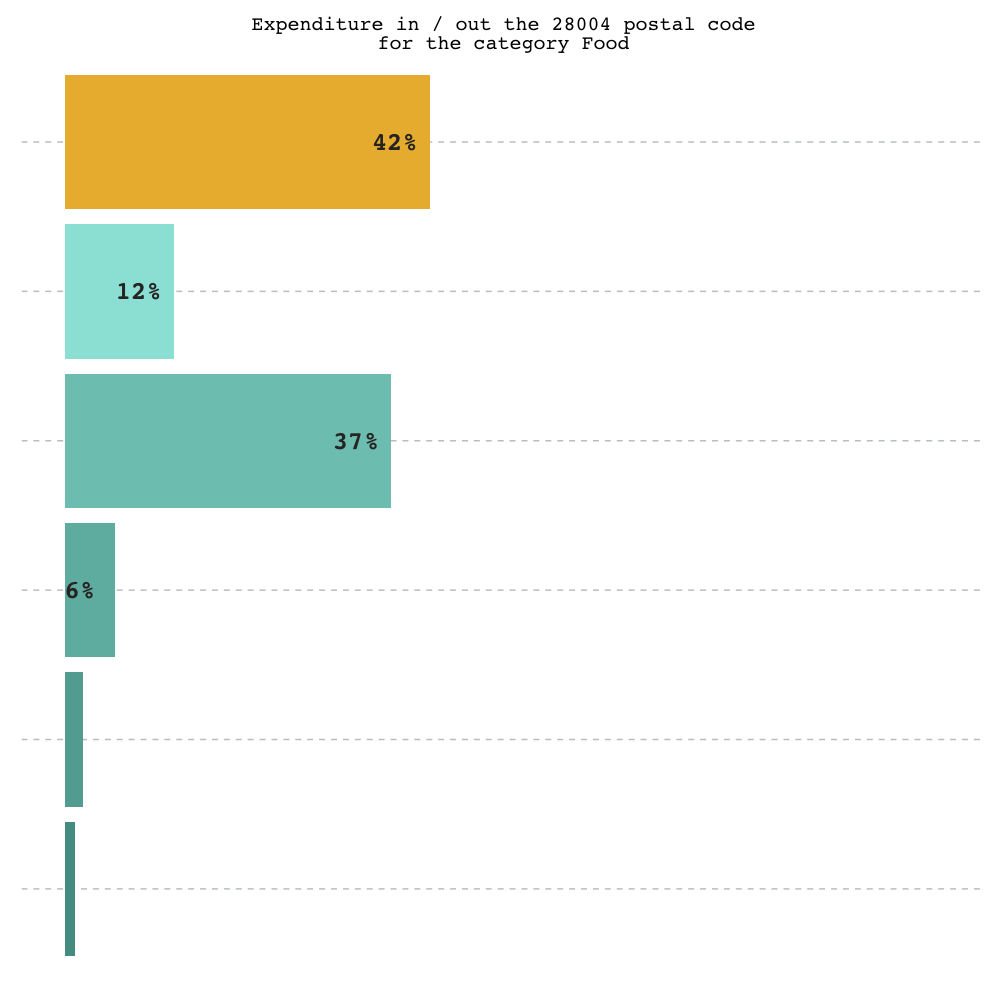 Expenditure in / out the 28004 postal code
for the category Food
42%
12%
37%
6%